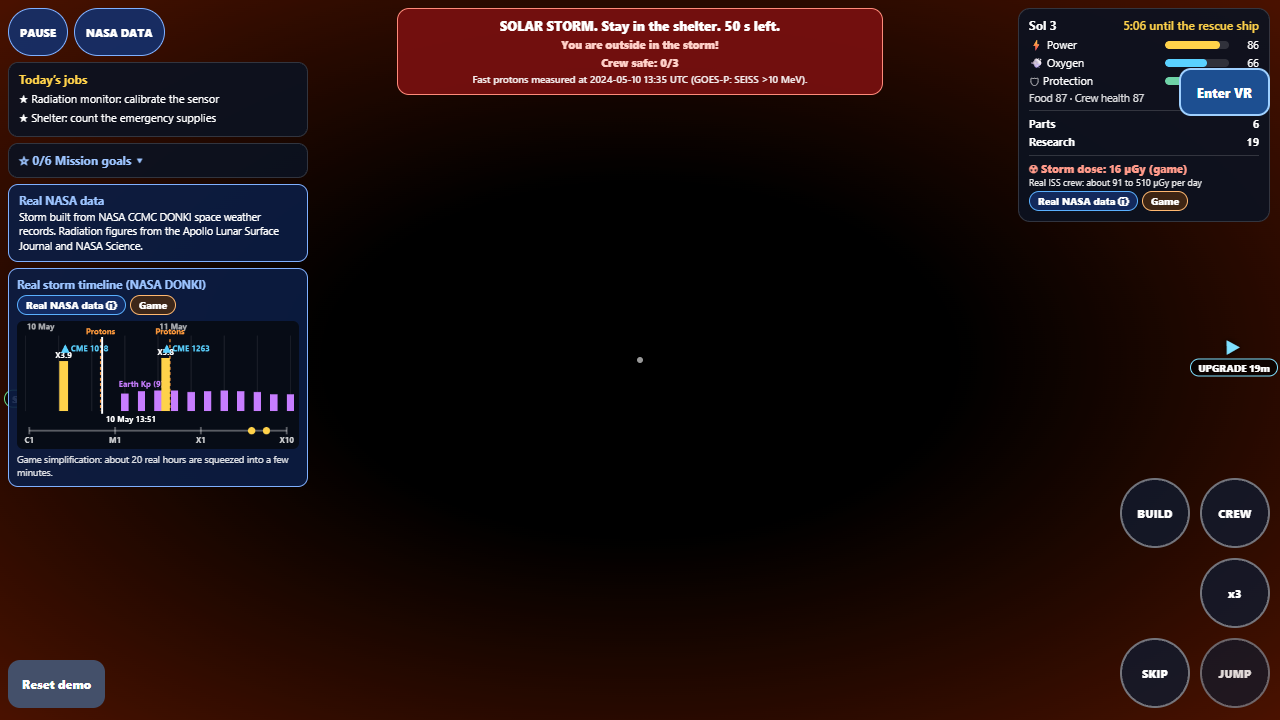 PAUSE
NASA DATA
Today's jobs
★ Radiation monitor: calibrate the sensor
★ Shelter: count the emergency supplies
☆ 0/6 Mission goals ▾
Real NASA data
Storm built from NASA CCMC DONKI space weather
records. Radiation figures from the Apollo Lunar Surface
Journal and NASA Science.
Real storm timeline (NASA DONKI)
Real NASA data
Game
10 May
11 May
Protons
Protons
X3.9
CME 1078
X3.8
CME 1263
Earth Kp (9
10 May 13:51
C1
M1
X1
X10
Game simplification: about 20 real hours are squeezed into a few
minutes.
Reset demo
SOLAR STORM. Stay in the shelter. 50 s left.
You are outside in the storm!
Crew safe: 0/3
Fast protons measured at 2024-05-10 13:35 UTC (GOES-P: SEISS >10 MeV).
Sol 3
5:06 until the rescue ship
Power
86
Oxygen
66
Protection
Enter VR
Food 87 · Crew health 87
Parts
6
Research
19
☢ Storm dose: 16 µGy (game)
Real ISS crew: about 91 to 510 µGy per day
Real NASA data
Game
UPGRADE 19m
BUILD
CREW
x3
SKIP
JUMP